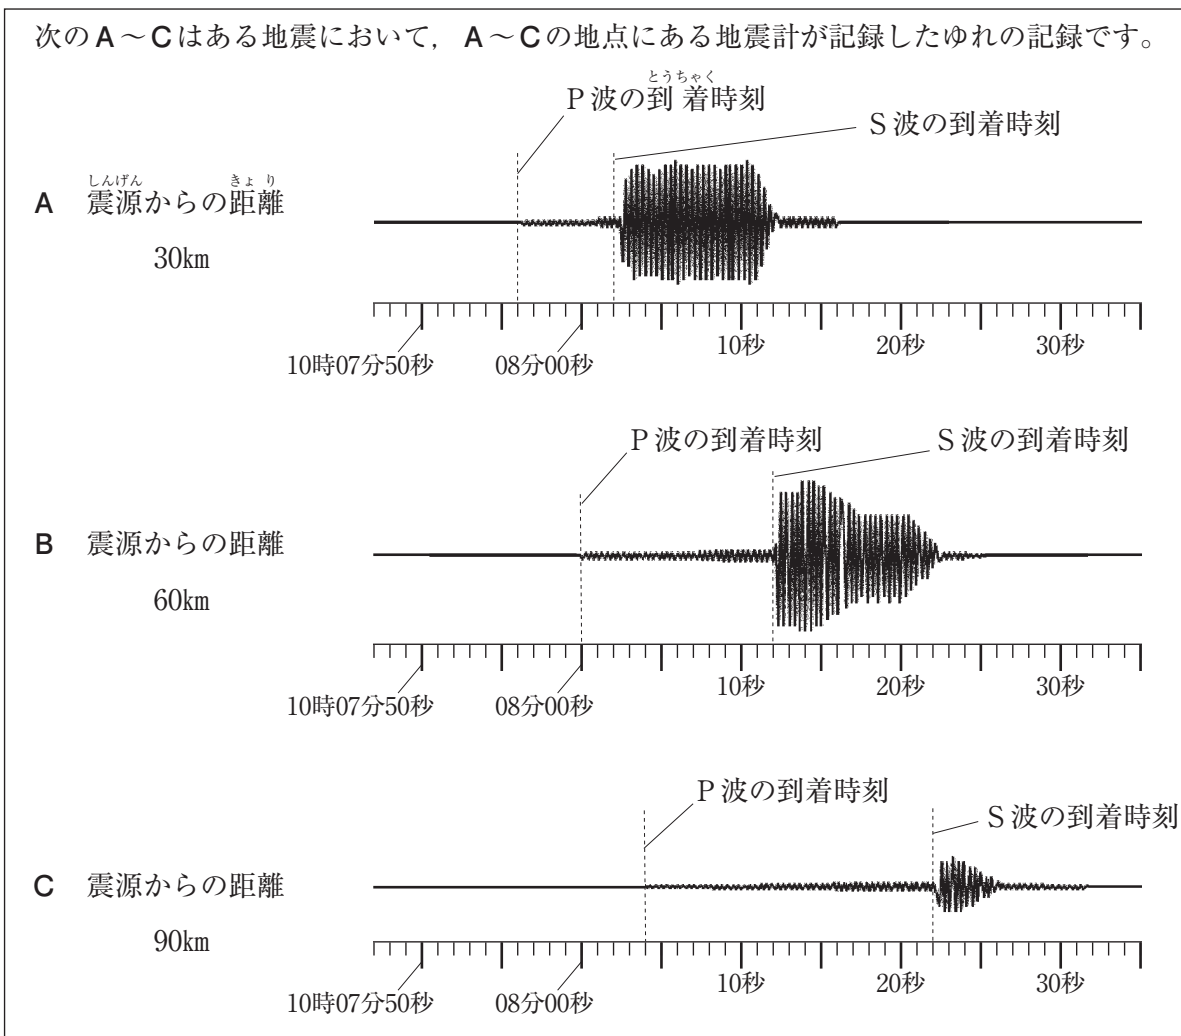 次のA～Cはある地震において，A～Cの地点にある地震計が記録したゆれの記録です。
とうちゃく
P波の到着時刻
S波の到着時刻
しんげん きょり
A 震源からの距離
30km
10秒 20秒 30秒
10時07分50秒 08分00秒
P波の到着時刻 S波の到着時刻
B 震源からの距離
60km
10秒 20秒 30秒
10時07分50秒 08分00秒
P波の到着時刻
S波の到着時刻
C 震源からの距離
90km
10秒 20秒 30秒
10時07分50秒 08分00秒